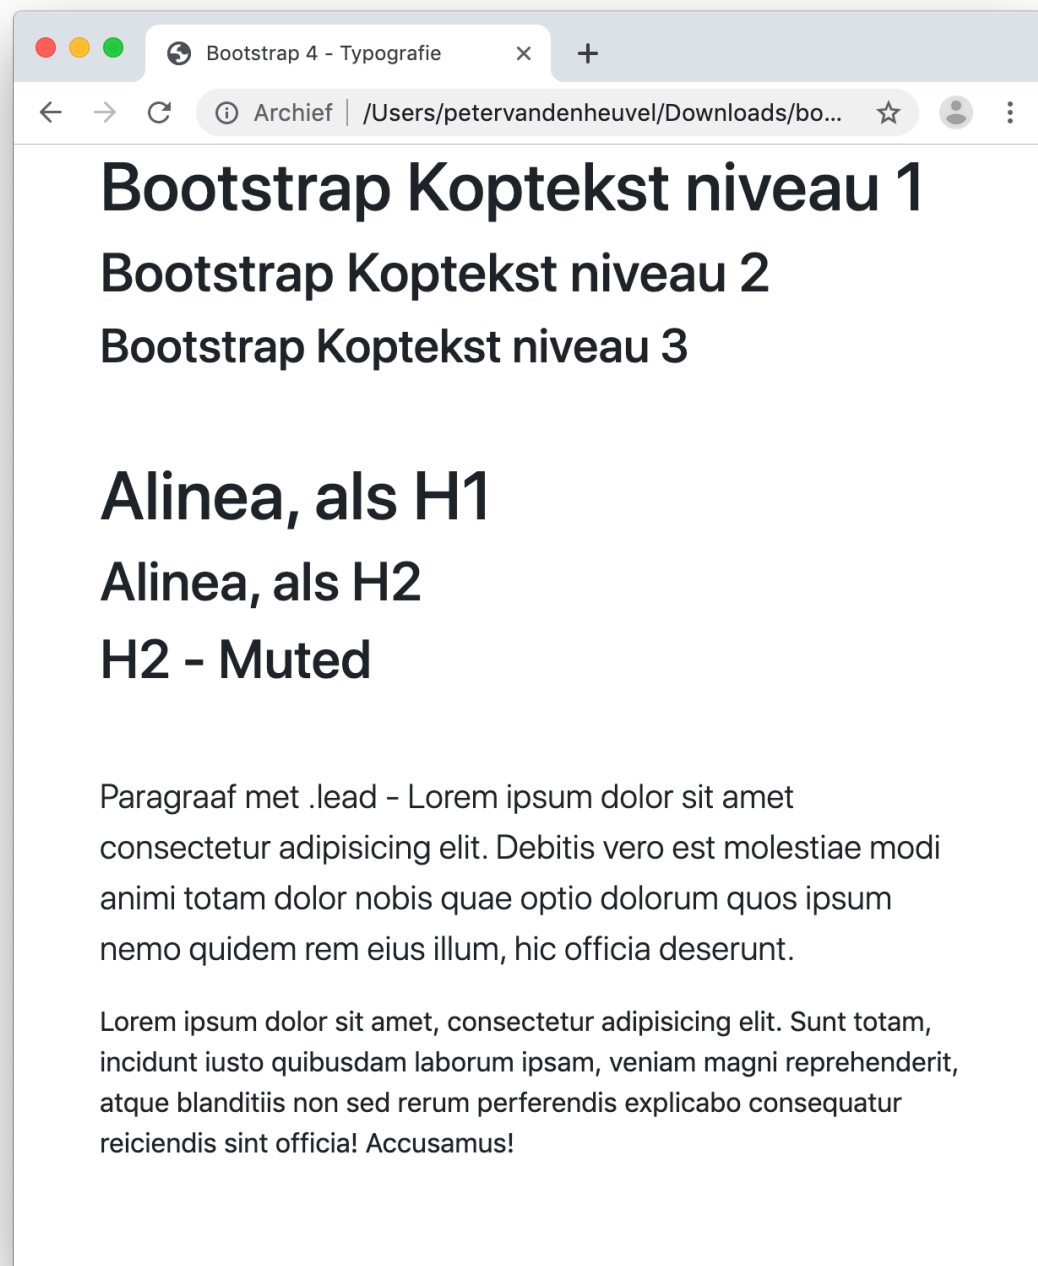 Bootstrap 4 - Typografie
Archief /Users/petervandenheuvel/Downloads/bo...
Bootstrap Koptekst niveau 1
Bootstrap Koptekst niveau 2
Bootstrap Koptekst niveau 3
Alinea, als H1
Alinea, als H2
H2 - Muted
Paragraaf met .lead - Lorem ipsum dolor sit amet
consectetur adipisicing elit. Debitis vero est molestiae modi
animi totam dolor nobis quae optio dolorum quos ipsum
nemo quidem rem eius illum, hic officia deserunt.
Lorem ipsum dolor sit amet, consectetur adipisicing elit. Sunt totam,
incidunt iusto quibusdam laborum ipsam, veniam magni reprehenderit,
atque blanditiis non sed rerum perferendis explicabo consequatur
reiciendis sint officia! Accusamus!